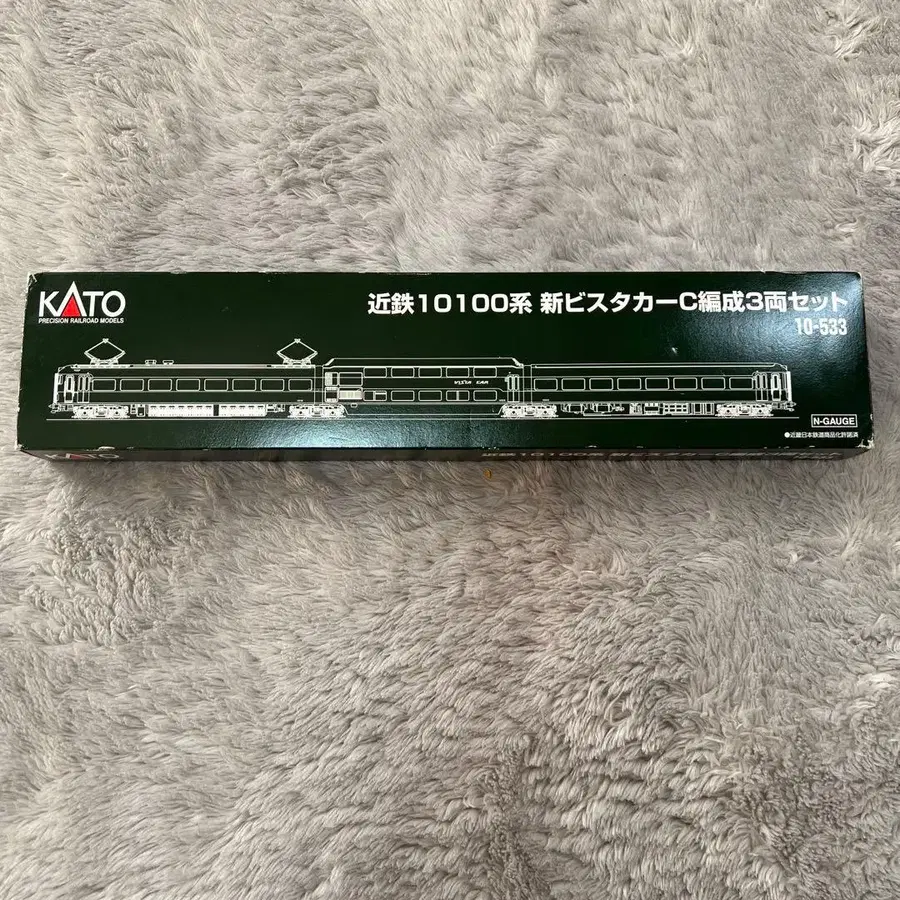 KATO
PRECISION RAILROAD MODELS
近鉄10100系 新ビスタカーC編成3両セット
10-533
VISTA CAR
N-GAUGE
●近畿日本鉄道商品化許諾済